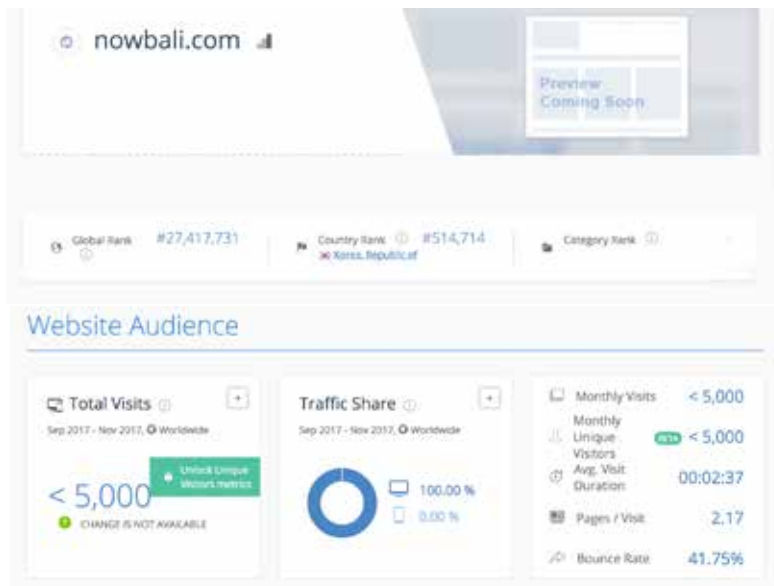 nowbali.com
Preview
Coming Soon
Global Rank #27,417,731
Country Rank #514,714
Korea, Republic of
Category Rank
Website Audience
Total Visits
Sep 2017 - Nov 2017, Worldwide
Unlock Unique
Visitors metrics
< 5,000
CHANGE IS NOT AVAILABLE
Traffic Share
Sep 2017 - Nov 2017, Worldwide
100.00 %
0.00 %
Monthly Visits < 5,000
Monthly
Unique BETA < 5,000
Visitors
Avg. Visit
Duration 00:02:37
Pages / Visit 2.17
Bounce Rate 41.75%